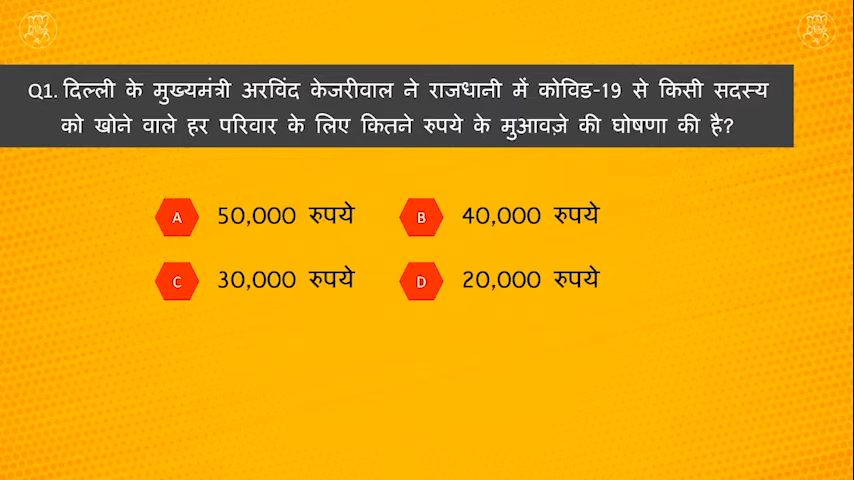 Q1. दिल्ली के मुख्यमंत्री अरविंद केजरीवाल ने राजधानी में कोविड-19 से किसी सदस्य
को खोने वाले हर परिवार के लिए कितने रुपये के मुआवज़े की घोषणा की है?
A 50,000 रुपये B 40,000 रुपये
C 30,000 रुपये D 20,000 रुपये